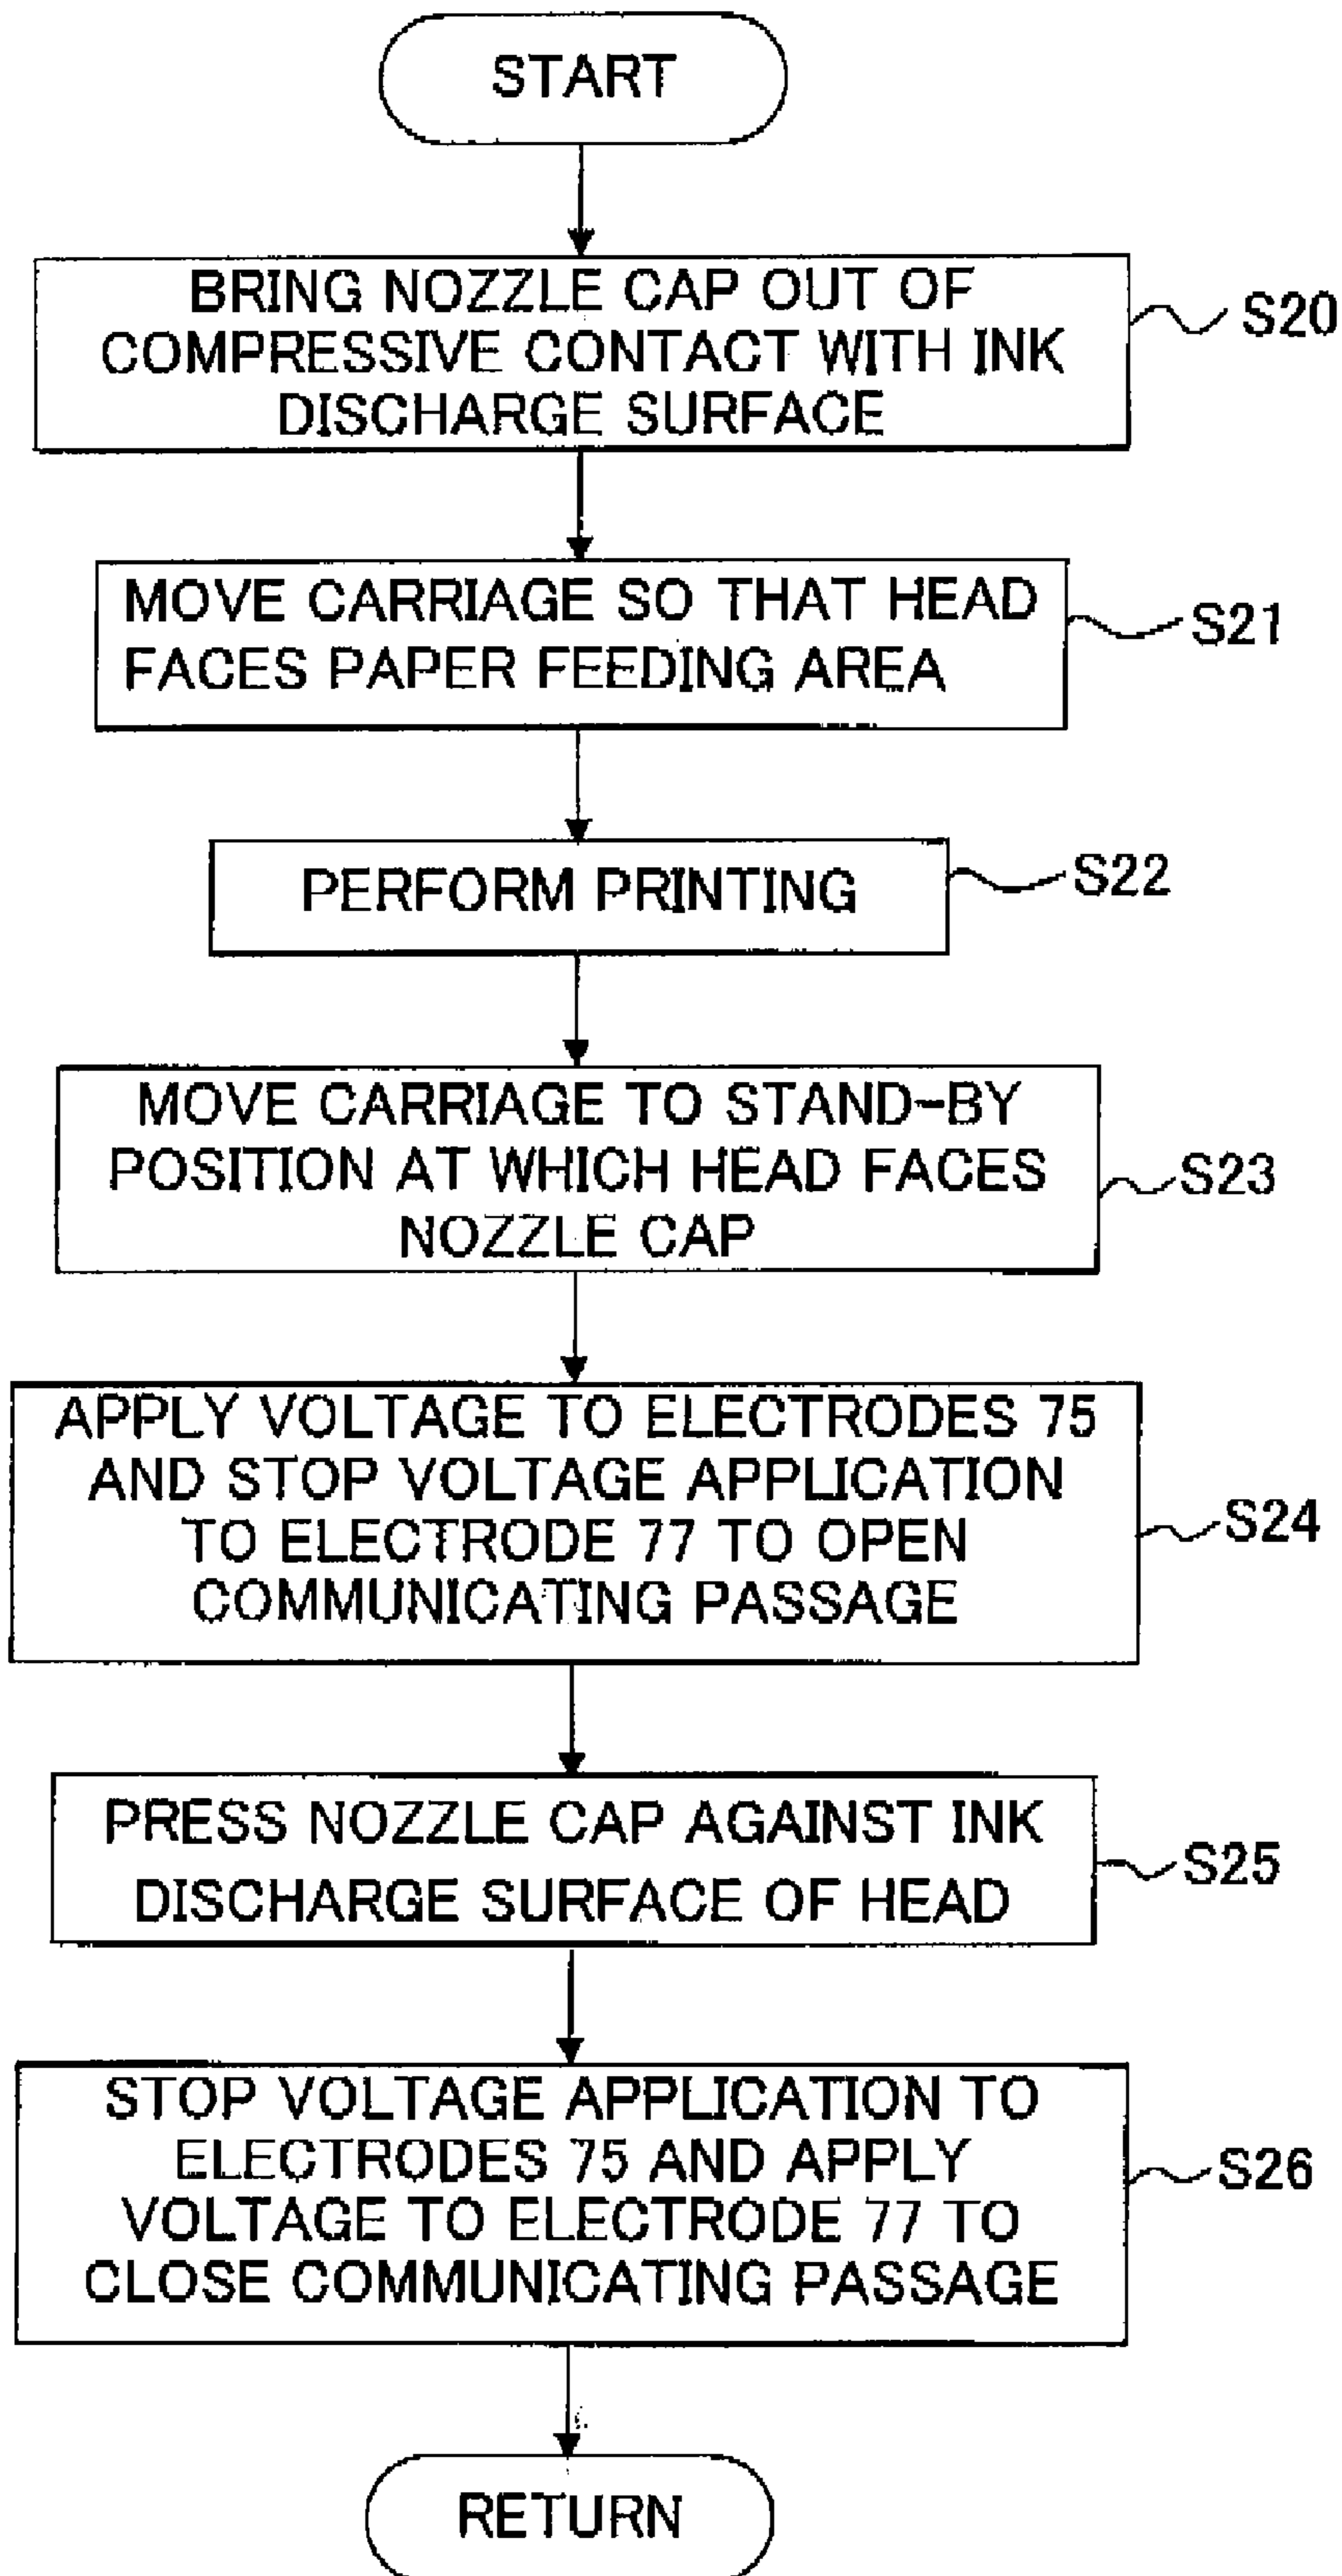 START
BRING NOZZLE CAP OUT OF
COMPRESSIVE CONTACT WITH INK
DISCHARGE SURFACE
S20
MOVE CARRIAGE SO THAT HEAD
FACES PAPER FEEDING AREA
S21
PERFORM PRINTING
S22
MOVE CARRIAGE TO STAND-BY
POSITION AT WHICH HEAD FACES
NOZZLE CAP
S23
APPLY VOLTAGE TO ELECTRODES 75
AND STOP VOLTAGE APPLICATION
TO ELECTRODE 77 TO OPEN
COMMUNICATING PASSAGE
S24
PRESS NOZZLE CAP AGAINST INK
DISCHARGE SURFACE OF HEAD
S25
STOP VOLTAGE APPLICATION TO
ELECTRODES 75 AND APPLY
VOLTAGE TO ELECTRODE 77 TO
CLOSE COMMUNICATING PASSAGE
S26
RETURN